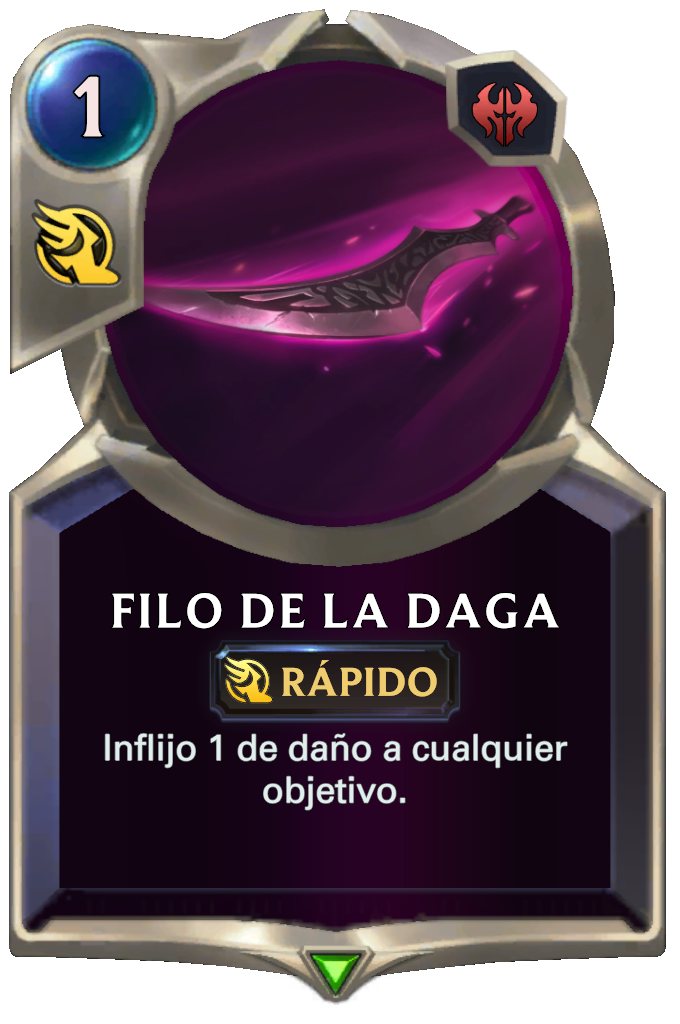 1
FILO DE LA DAGA
RÁPIDO
Inflijo 1 de daño a cualquier
objetivo.